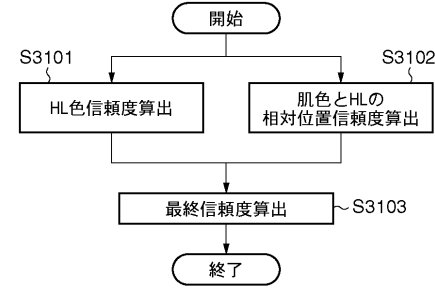 開始
S3101
S3102
HL色信頼度算出
肌色とHLの
相対位置信頼度算出
最終信頼度算出
S3103
終了